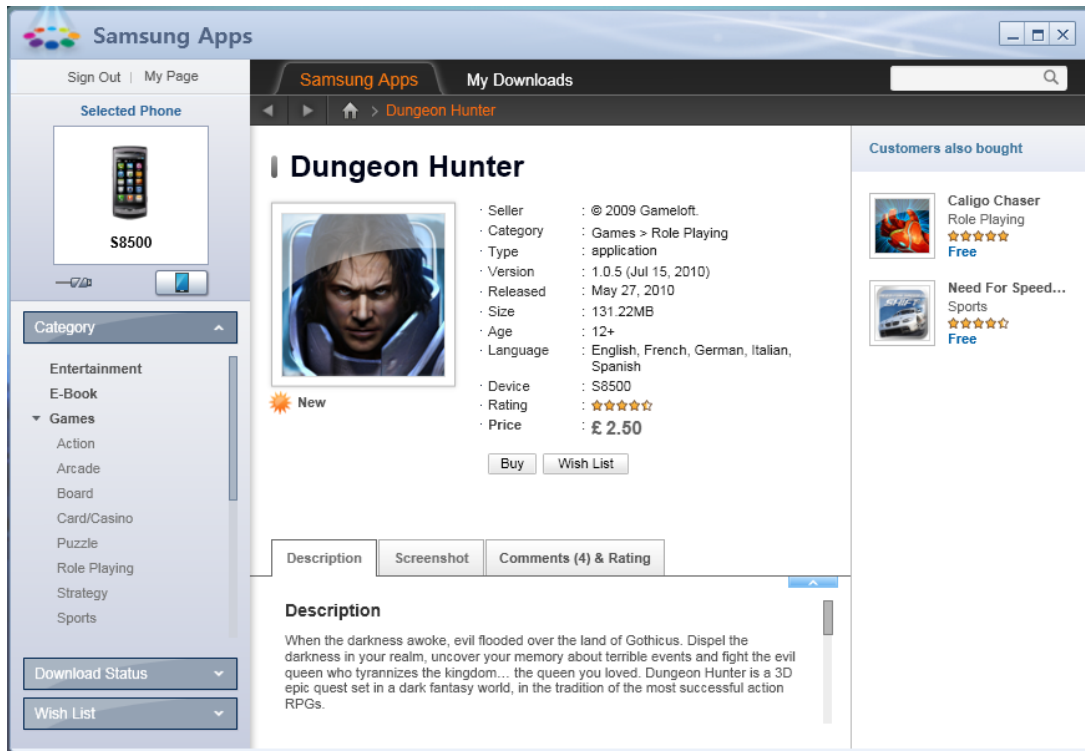 Samsung Apps
Sign Out | My Page
Selected Phone
S8500
Category
Entertainment
E-Book
Games
Action
Arcade
Board
Card/Casino
Puzzle
Role Playing
Strategy
Sports
Download Status
Wish List
Samsung Apps
My Downloads
> Dungeon Hunter
Dungeon Hunter
New
· Seller : © 2009 Gameloft.
· Category : Games > Role Playing
· Type : application
· Version : 1.0.5 (Jul 15, 2010)
· Released : May 27, 2010
· Size : 131.22MB
· Age : 12+
· Language : English, French, German, Italian,
Spanish
· Device : S8500
· Rating :
· Price : £ 2.50
Buy
Wish List
Description
Screenshot
Comments (4) & Rating
Description
When the darkness awoke, evil flooded over the land of Gothicus. Dispel the
darkness in your realm, uncover your memory about terrible events and fight the evil
queen who tyrannizes the kingdom... the queen you loved. Dungeon Hunter is a 3D
epic quest set in a dark fantasy world, in the tradition of the most successful action
RPGs.
Customers also bought
Caligo Chaser
Role Playing
Free
SHIFT
Need For Speed...
Sports
Free